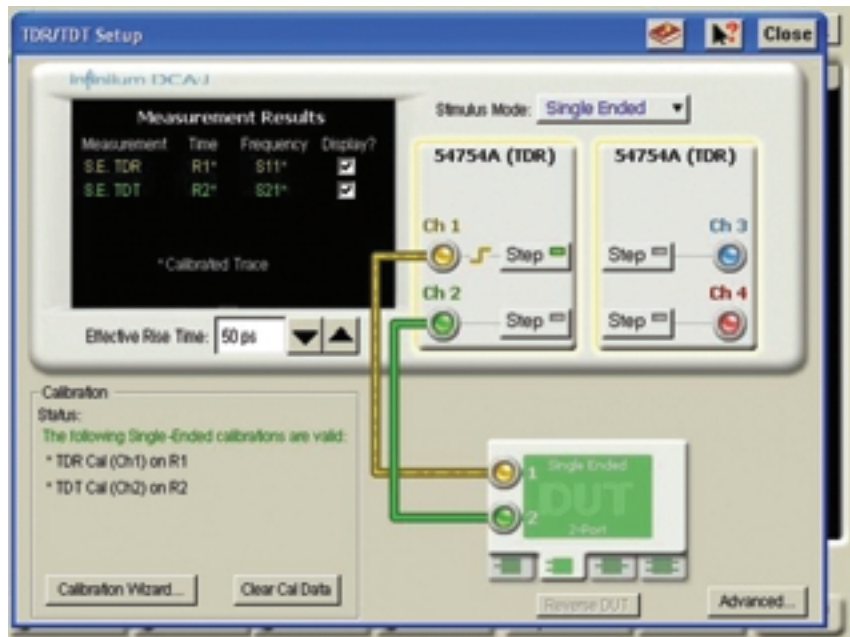 TDR/TDT Setup
Close
Infiniium DCA-J
Measurement Results
Measurement Time Frequency Display?
S.E. TDR R1* S11*
S.E. TDT R2* S21*
* Calibrated Trace
Effective Rise Time: 50 ps
Stimulus Mode: Single Ended
54754A (TDR)
54754A (TDR)
Ch 1
Step
Ch 2
Step
Ch 3
Step
Ch 4
Step
Calibration
Status:
The following Single-Ended calibrations are valid:
* TDR Cal (Ch1) on R1
* TDT Cal (Ch2) on R2
Calibration Wizard...
Clear Cal Data
1
2
Single Ended
DUT
2-Port
Reverse DUT
Advanced...